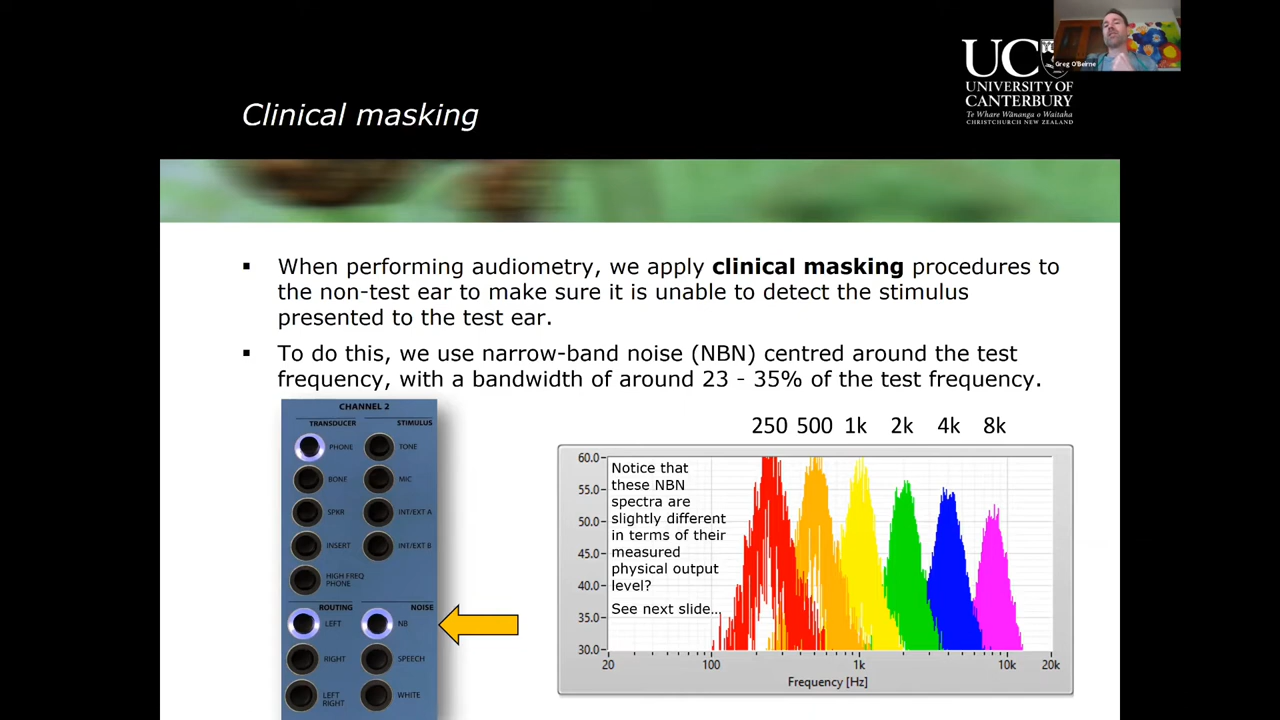 Greg O'Beirne
UC
UNIVERSITY OF
CANTERBURY
Te Whare Wānanga o Waitaha
CHRISTCHURCH NEW ZEALAND
Clinical masking
When performing audiometry, we apply clinical masking procedures to
the non-test ear to make sure it is unable to detect the stimulus
presented to the test ear.
To do this, we use narrow-band noise (NBN) centred around the test
frequency, with a bandwidth of around 23 - 35% of the test frequency.
CHANNEL 2
TRANSDUCER STIMULUS
PHONE TONE
BONE MIC
SPKR INT/EXT A
INSERT INT/EXT B
HIGH FREQ
PHONE
ROUTING NOISE
LEFT NB
RIGHT SPEECH
LEFT
RIGHT
WHITE
250 500 1k 2k 4k 8k
60.0
55.0
50.0
45.0
40.0
35.0
30.0
Notice that
these NBN
spectra are
slightly different
in terms of their
measured
physical output
level?
See next slide...
20 100 1k 10k 20k
Frequency [Hz]